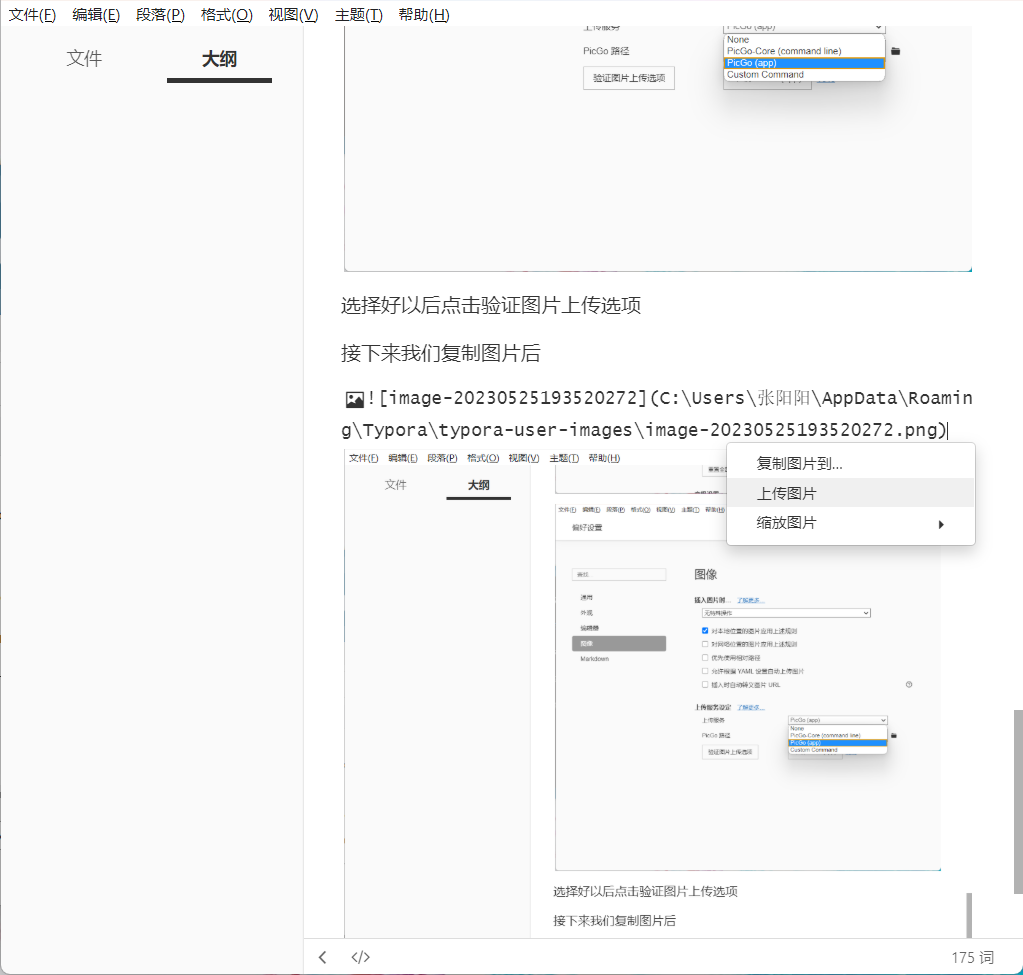 文件(F) 编辑(E) 段落(P) 格式(O) 视图(V) 主题(T) 帮助(H)
文件 大纲
上传服务 PicGo (app)
None
PicGo 路径 PicGo-Core (command line)
PicGo (app)
验证图片上传选项 Custom Command
选择好以后点击验证图片上传选项
接下来我们复制图片后
![image-20230525193520272](C:\Users\张阳阳\AppData\Roamin
g\Typora\typora-user-images\image-20230525193520272.png)
复制图片到...
上传图片
缩放图片
文件(F) 编辑(E) 段落(P) 格式(O) 视图(V) 主题(T) 帮助(H)
文件 大纲
文件(F) 编辑(E) 段落(P) 格式(O) 视图(V) 主题(T) 帮助(H)
偏好设置
查找 图像
通用 插入图片时... 了解更多...
外观 无特殊操作
编辑器 对本地位置的图片应用上述规则
图像 对网络位置的图片应用上述规则
Markdown 优先使用相对路径
允许根据 YAML 设置自动上传图片
插入时自动转义图片 URL
上传服务设定 了解更多...
上传服务 PicGo (app)
None
PicGo 路径 PicGo-Core (command line)
PicGo (app)
验证图片上传选项 Custom Command
选择好以后点击验证图片上传选项
接下来我们复制图片后
</> 175 词